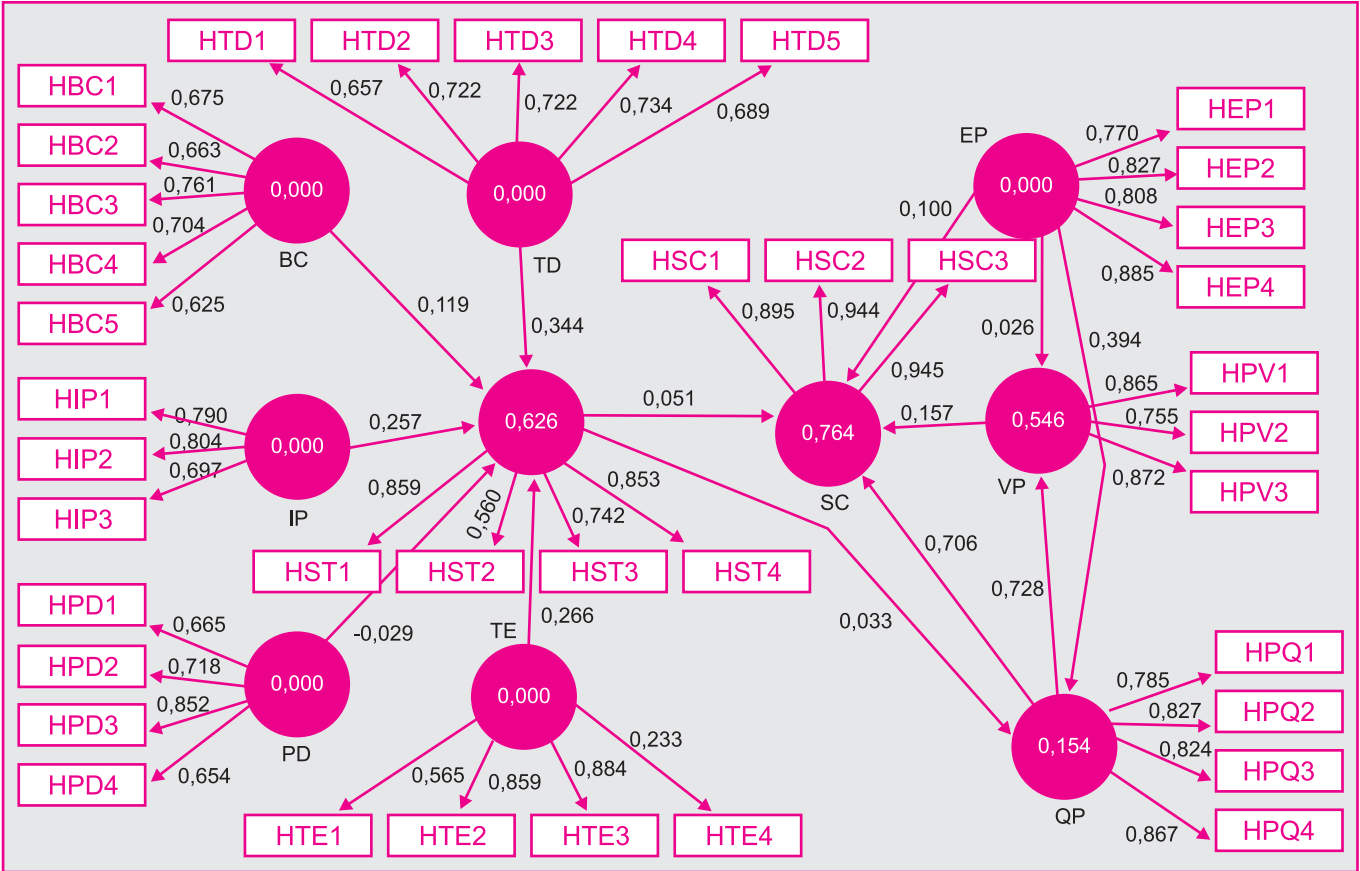 HTD1
HTD2
HTD3
HTD4
HTD5
0,657
0,722
0,722
0,734
0,689
0,000
TD
0,344
HBC1
HBC2
HBC3
HBC4
HBC5
0,675
0,663
0,761
0,704
0,625
0,000
BC
0,119
HIP1
HIP2
HIP3
0,790
0,804
0,697
0,000
IP
0,257
HPD1
HPD2
HPD3
HPD4
0,665
0,718
0,852
0,654
0,000
PD
-0,029
0,626
0,859
0,560
0,742
0,853
HST1
HST2
HST3
HST4
0,051
0,033
TE
0,266
0,000
0,565
0,859
0,884
0,233
HTE1
HTE2
HTE3
HTE4
EP
0,000
0,770
0,827
0,808
0,885
HEP1
HEP2
HEP3
HEP4
0,100
0,026
0,394
HSC1
HSC2
HSC3
0,895
0,944
0,945
0,764
SC
0,157
0,546
VP
0,865
0,755
0,872
HPV1
HPV2
HPV3
0,706
0,728
0,154
QP
0,785
0,827
0,824
0,867
HPQ1
HPQ2
HPQ3
HPQ4